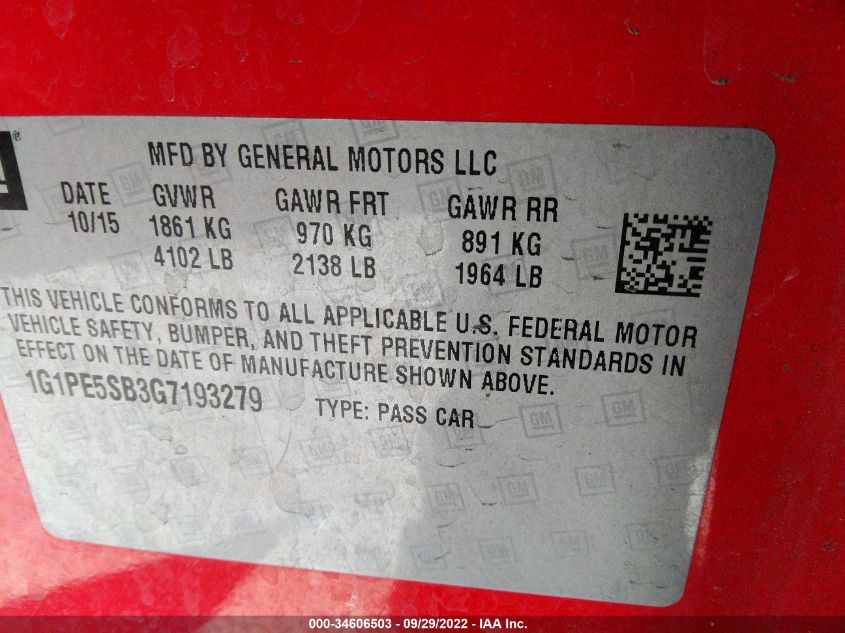 ®
MFD BY GENERAL MOTORS LLC
DATE GVWR GAWR FRT GAWR RR
10/15 1861 KG 970 KG 891 KG
4102 LB 2138 LB 1964 LB
THIS VEHICLE CONFORMS TO ALL APPLICABLE U.S. FEDERAL MOTOR
VEHICLE SAFETY, BUMPER, AND THEFT PREVENTION STANDARDS IN
EFFECT ON THE DATE OF MANUFACTURE SHOWN ABOVE.
1G1PE5SB3G7193279 TYPE: PASS CAR
GM
000-34606503 - 09/29/2022 - IAA Inc.